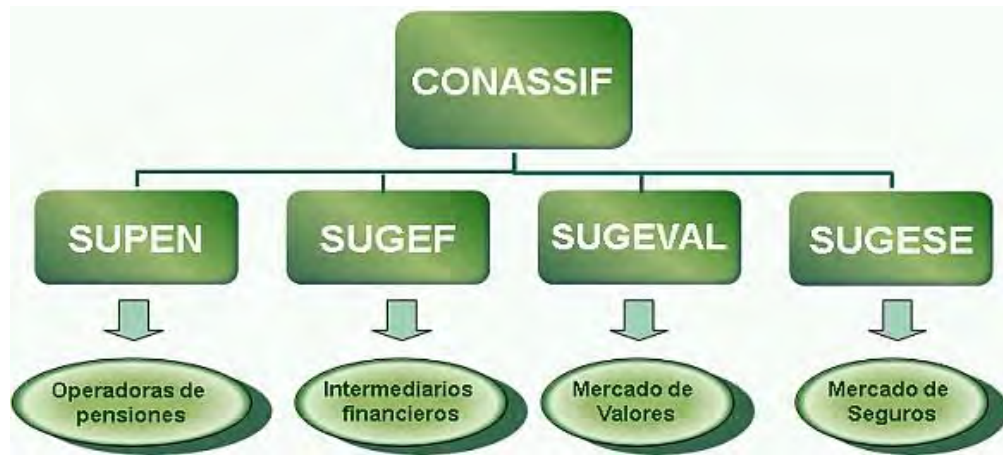 CONASSIF
SUPEN
SUGEF
SUGEVAL
SUGESE
Operadoras de
pensiones
Intermediarios
financieros
Mercado de
Valores
Mercado de
Seguros